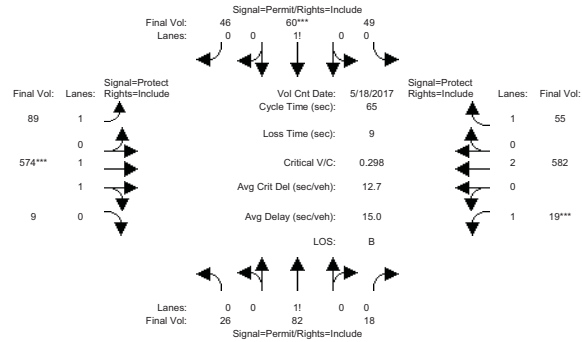 Signal=Permit/Rights=Include
Final Vol: 46 60*** 49
Lanes: 0 0 1! 0 0
Signal=Protect Signal=Protect
Final Vol: Lanes: Rights=Include Vol Cnt Date: 5/18/2017 Rights=Include Lanes: Final Vol:
Cycle Time (sec): 65
89 1 1 55
Loss Time (sec): 9
0 0
574*** 1 Critical V/C: 0.298 2 582
1 Avg Crit Del (sec/veh): 12.7 0
9 0 Avg Delay (sec/veh): 15.0 1 19***
LOS: B
Lanes: 0 0 1! 0 0
Final Vol: 26 82 18
Signal=Permit/Rights=Include